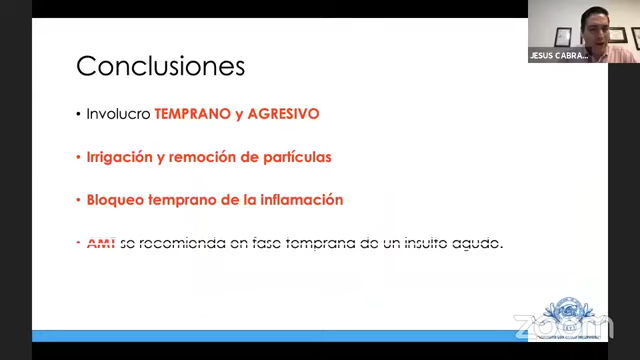 JESUS CABRA...
Conclusiones
• Involucro TEMPRANO y AGRESIVO
• Irrigación y remoción de partículas
• Bloqueo temprano de la inflamación
• AMT se recomienda en fase temprana de un insulto agudo.
zoom